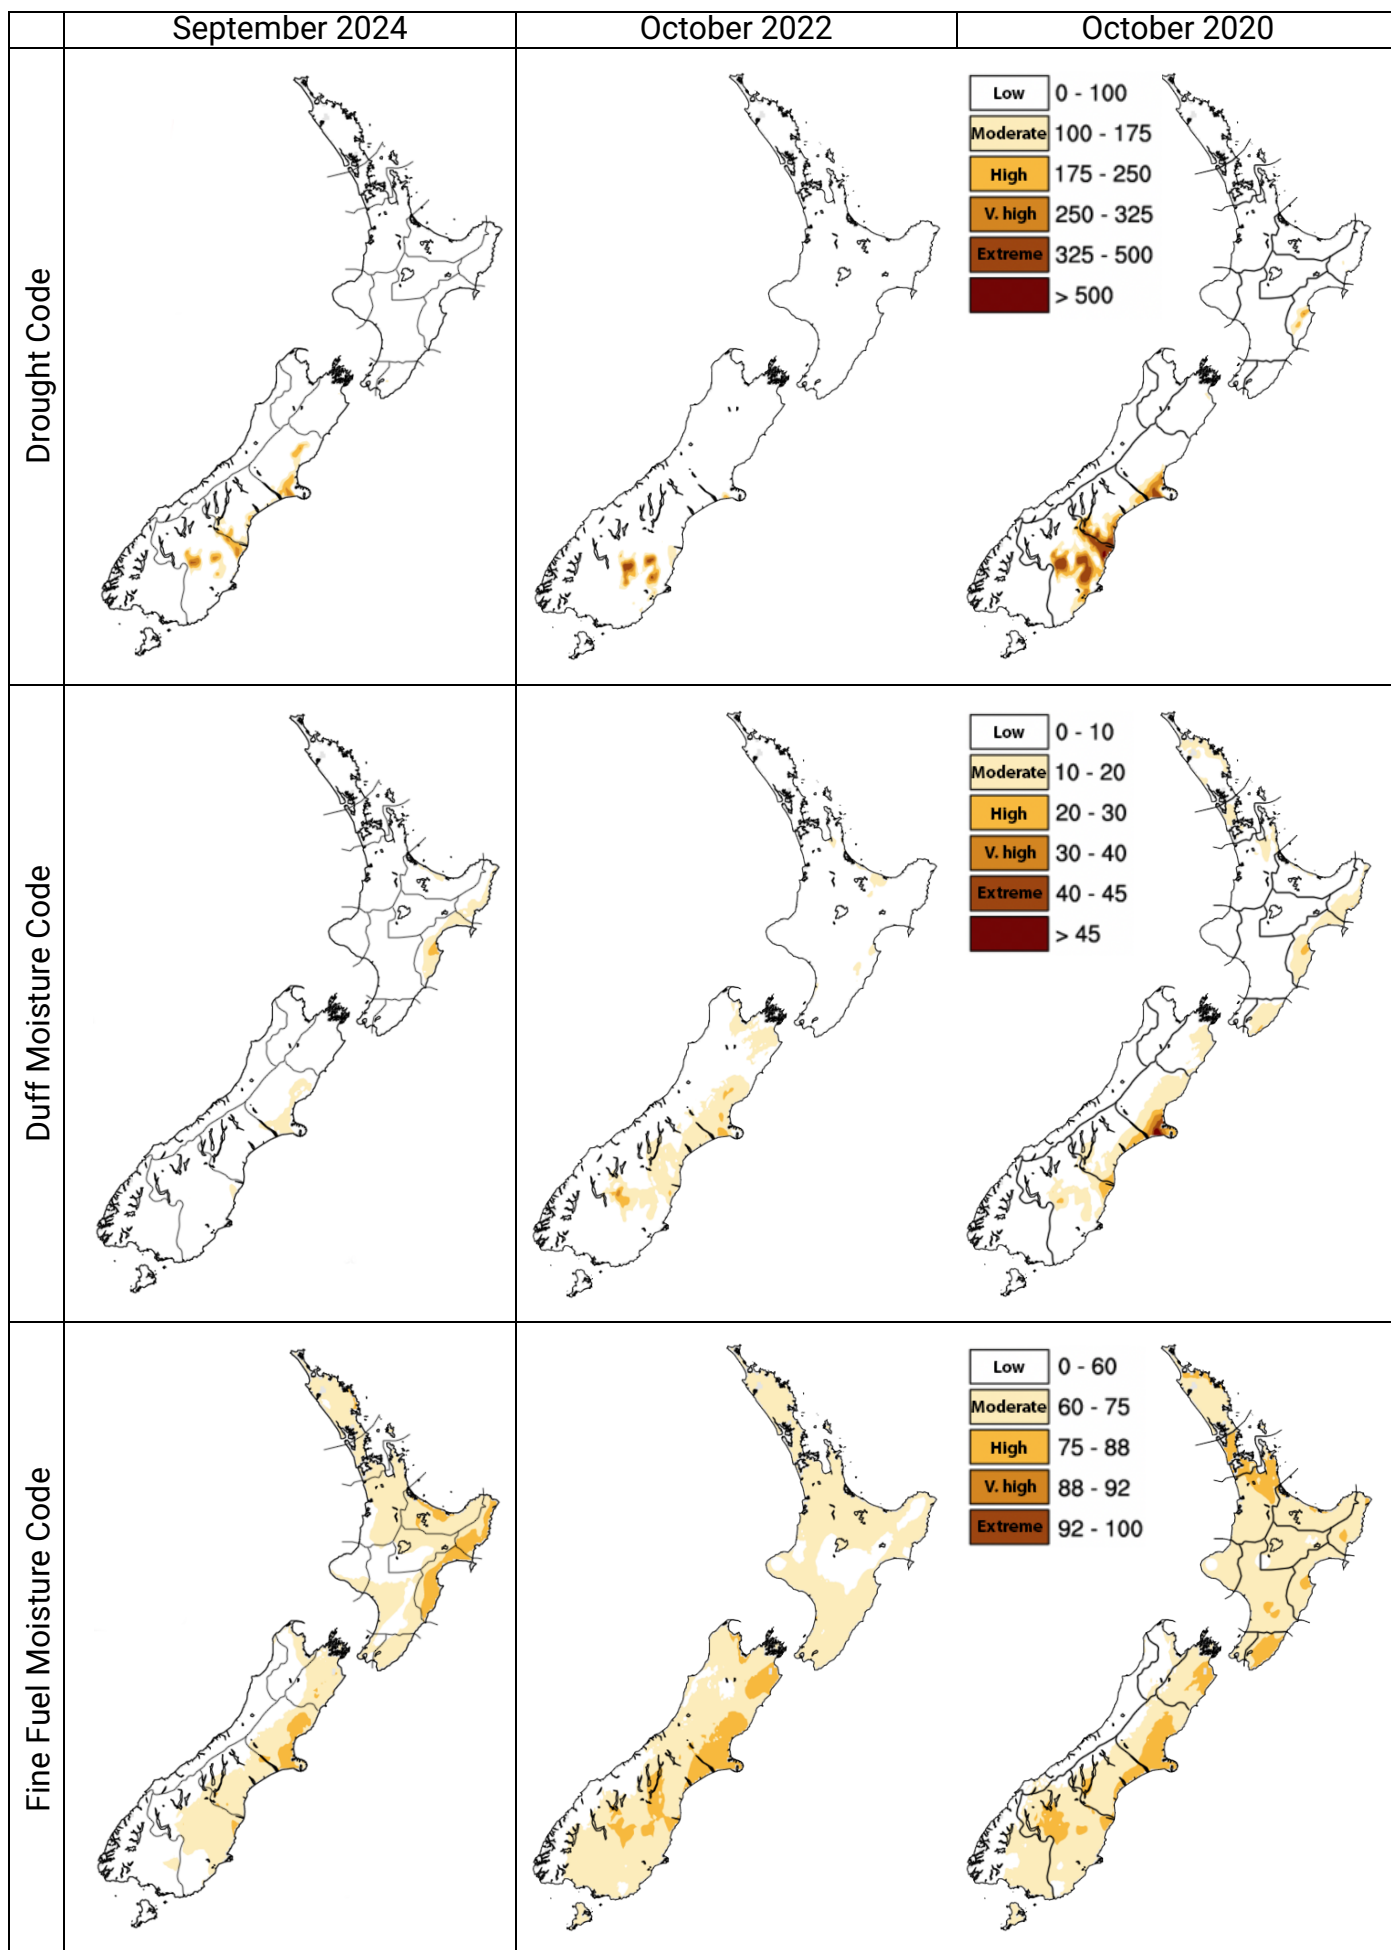 September 2024
October 2022
October 2020
Drought Code
Low 0 - 100
Moderate 100 - 175
High 175 - 250
V. high 250 - 325
Extreme 325 - 500
> 500
Duff Moisture Code
Low 0 - 10
Moderate 10 - 20
High 20 - 30
V. high 30 - 40
Extreme 40 - 45
> 45
Fine Fuel Moisture Code
Low 0 - 60
Moderate 60 - 75
High 75 - 88
V. high 88 - 92
Extreme 92 - 100